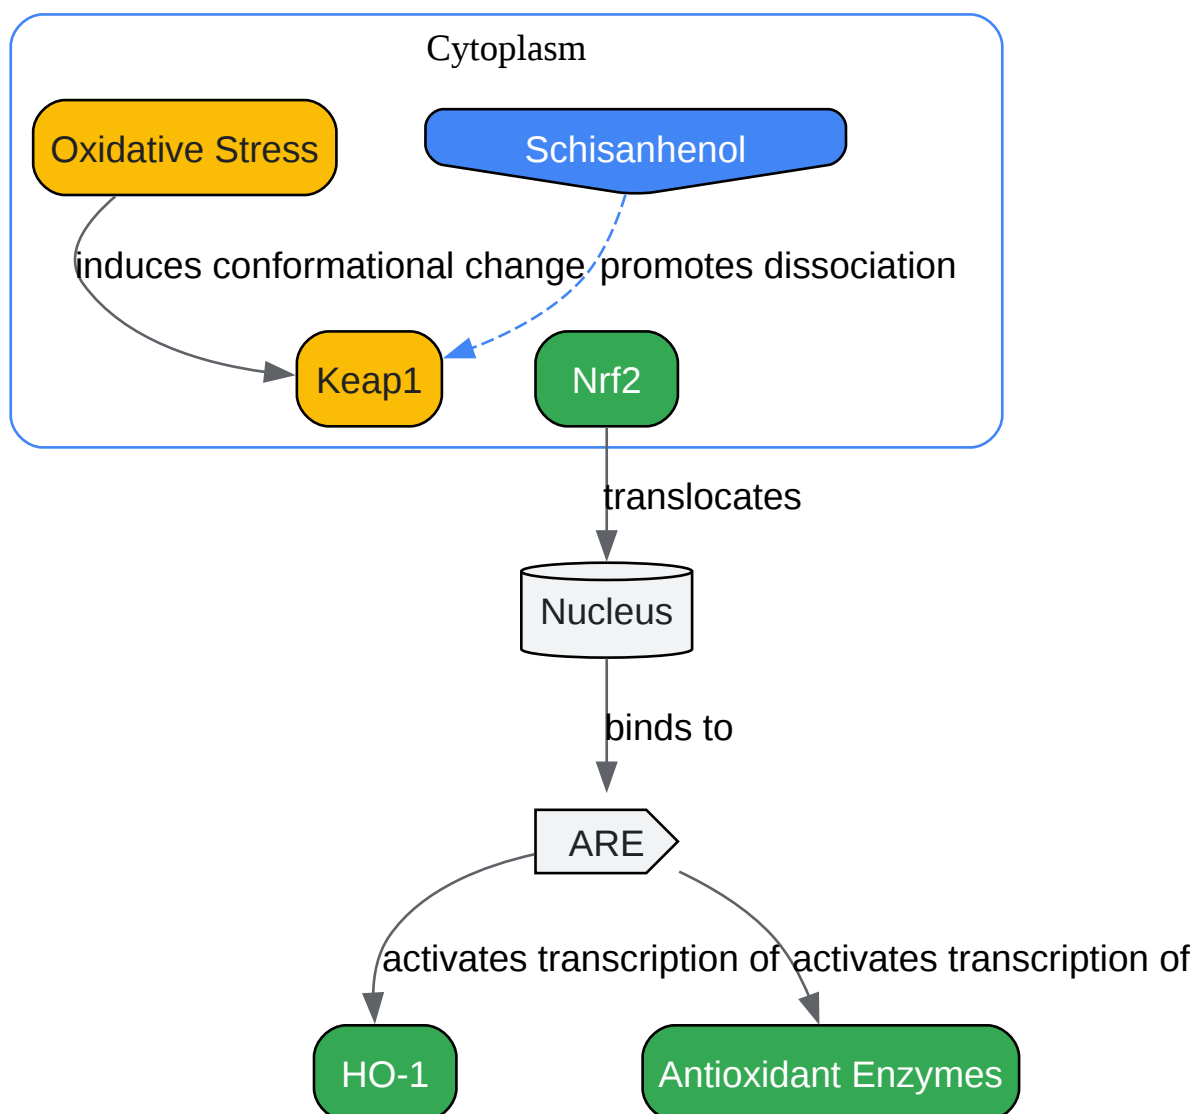 Cytoplasm
Oxidative Stress
Schisanhenol
induces conformational change
promotes dissociation
Keap1
Nrf2
translocates
Nucleus
binds to
ARE
activates transcription of
activates transcription of
HO-1
Antioxidant Enzymes